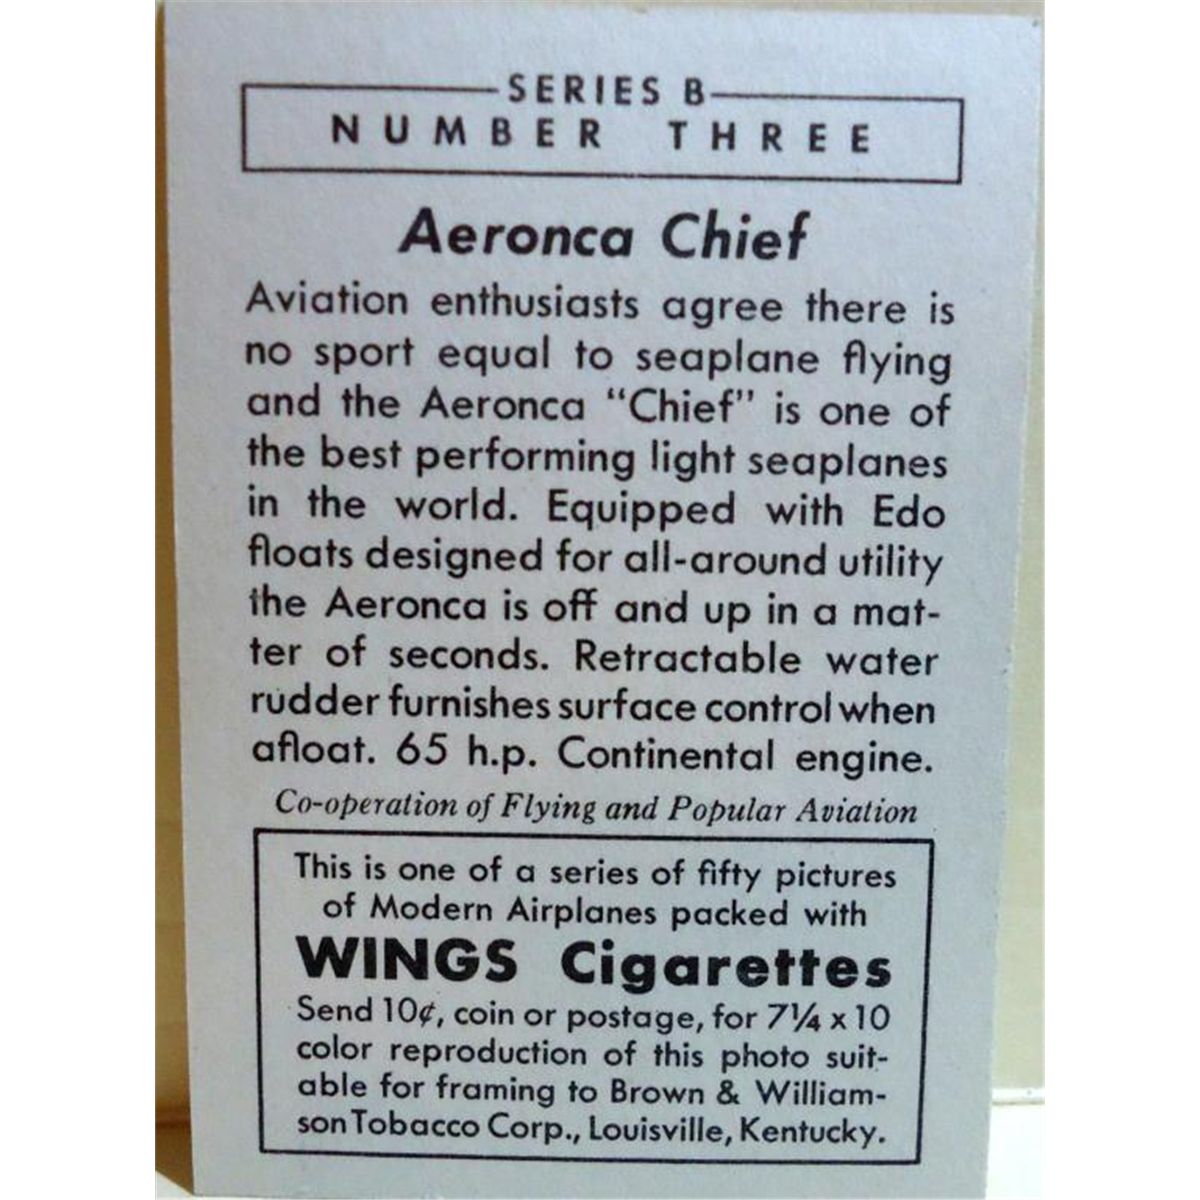 SERIES B
NUMBER THREE
Aeronca Chief
Aviation enthusiasts agree there is
no sport equal to seaplane flying
and the Aeronca "Chief" is one of
the best performing light seaplanes
in the world. Equipped with Edo
floats designed for all-around utility
the Aeronca is off and up in a mat-
ter of seconds. Retractable water
rudder furnishes surface control when
afloat. 65 h.p. Continental engine.
Co-operation of Flying and Popular Aviation
This is one of a series of fifty pictures
of Modern Airplanes packed with
WINGS Cigarettes
Send 10¢, coin or postage, for 7¼ x 10
color reproduction of this photo suit-
able for framing to Brown & William-
son Tobacco Corp., Louisville, Kentucky.